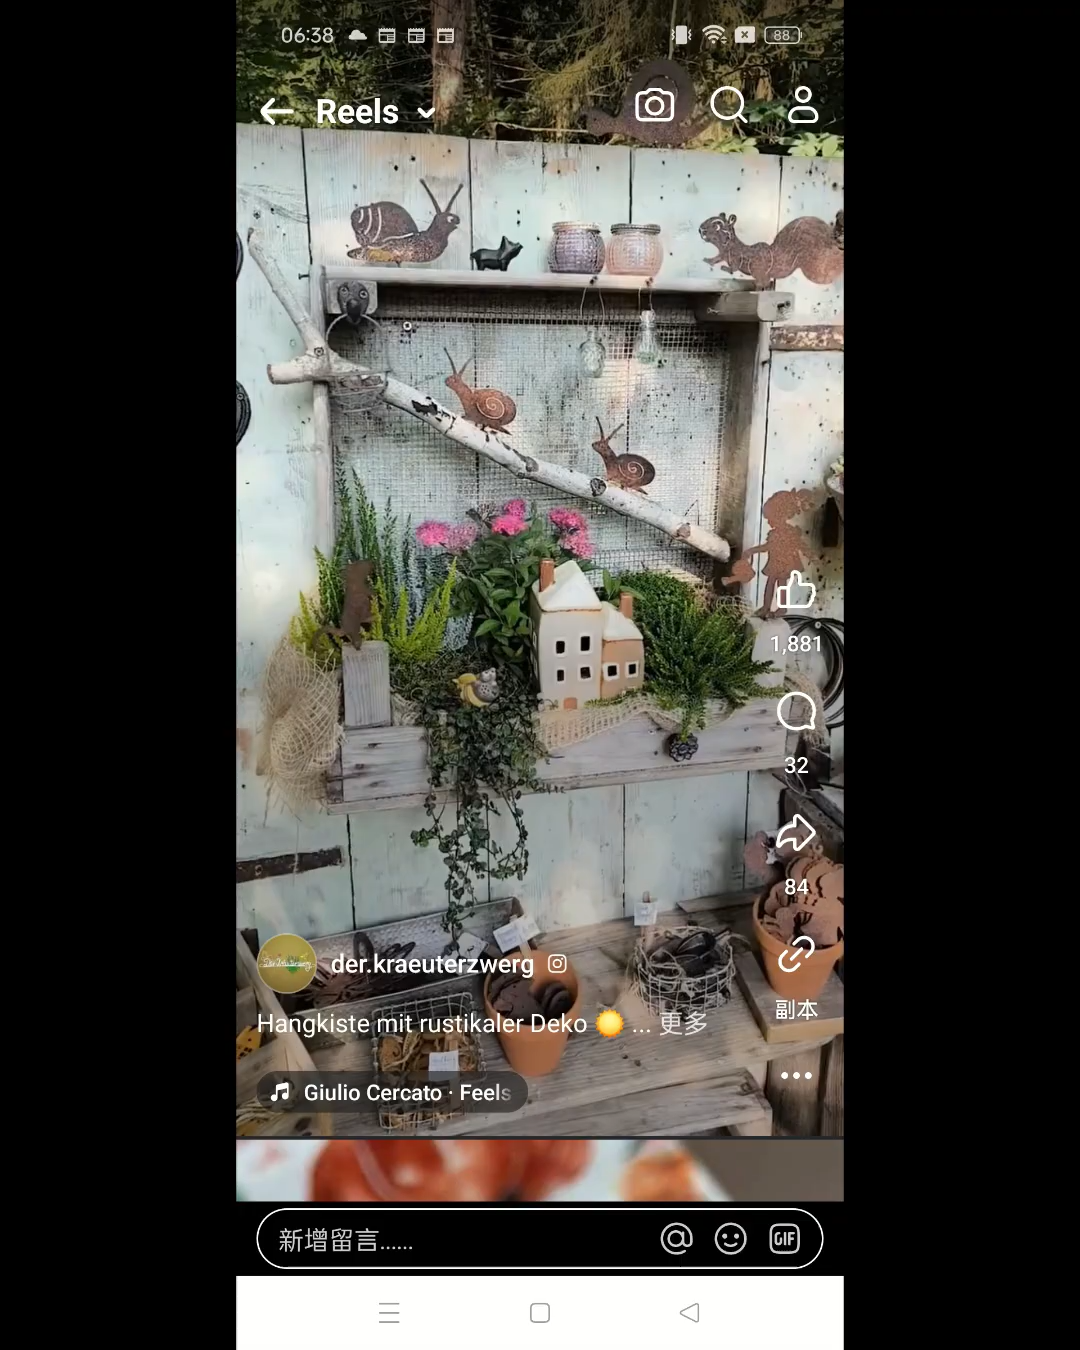 06:38
88
Reels
1,881
32
84
副本
der.kraeuterzwerg
Hangkiste mit rustikaler Deko ☀️ ... 更多
Giulio Cercato · Feels
新增留言......
GIF